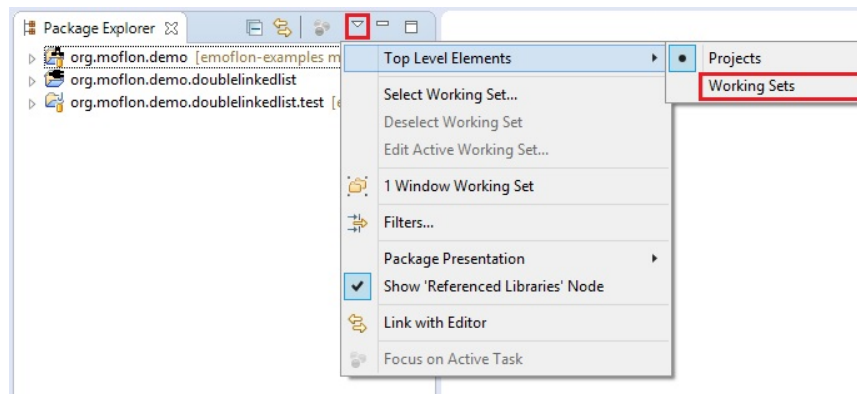 Package Explorer
org.moflon.demo [emoflon-examples m
org.moflon.demo.doublelinkedlist
org.moflon.demo.doublelinkedlist.test [e
Top Level Elements
Projects
Working Sets
Select Working Set...
Deselect Working Set
Edit Active Working Set...
1 Window Working Set
Filters...
Package Presentation
Show 'Referenced Libraries' Node
Link with Editor
Focus on Active Task